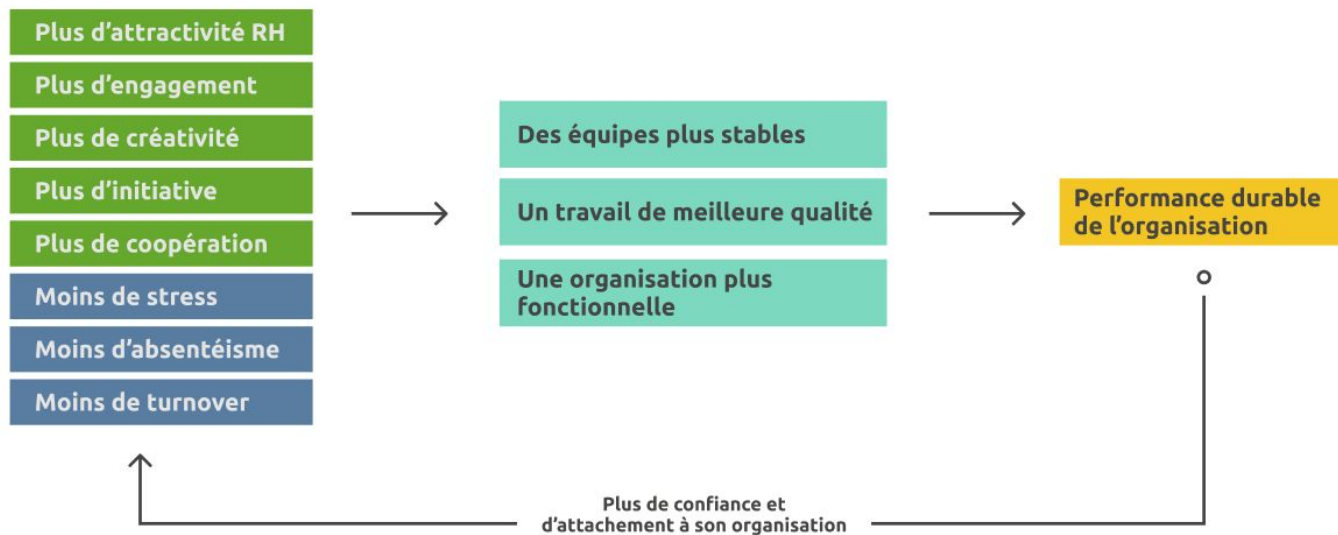 Plus d’attractivité RH
Plus d’engagement
Plus de créativité
Plus d’initiative
Plus de coopération
Moins de stress
Moins d’absentéisme
Moins de turnover
Des équipes plus stables
Un travail de meilleure qualité
Une organisation plus
fonctionnelle
Performance durable
de l’organisation
Plus de confiance et
d’attachement à son organisation